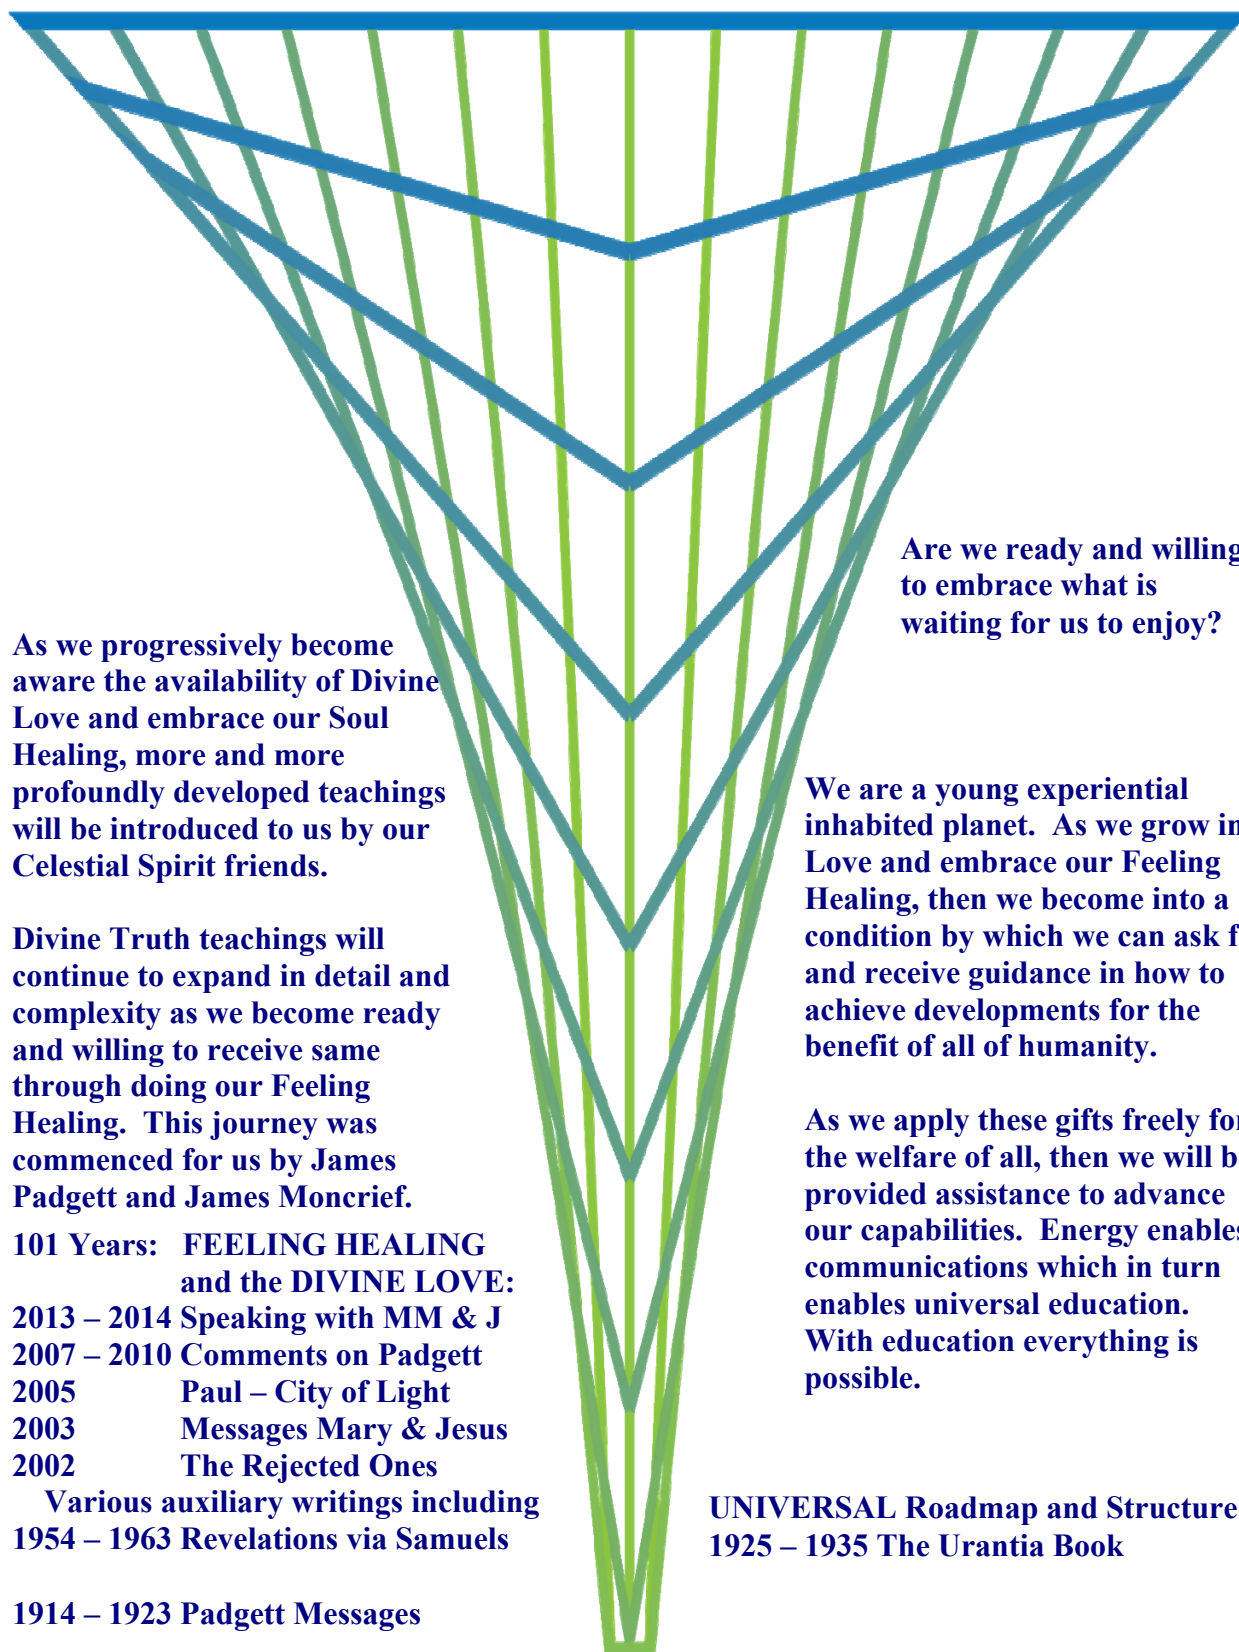 Are we ready and willing
to embrace what is
waiting for us to enjoy?
As we progressively become
aware the availability of Divine
Love and embrace our Soul
Healing, more and more
profoundly developed teachings
will be introduced to us by our
Celestial Spirit friends.
Divine Truth teachings will
continue to expand in detail and
complexity as we become ready
and willing to receive same
through doing our Feeling
Healing.  This journey was
commenced for us by James
Padgett and James Moncrief.
101 Years:   FEELING HEALING
and the DIVINE LOVE:
2013 – 2014 Speaking with MM & J
2007 – 2010 Comments on Padgett
2005 Paul – City of Light
2003 Messages Mary & Jesus
2002 The Rejected Ones
Various auxiliary writings including
1954 – 1963 Revelations via Samuels
1914 – 1923 Padgett Messages
We are a young experiential
inhabited planet.  As we grow in
Love and embrace our Feeling
Healing, then we become into a
condition by which we can ask f
and receive guidance in how to
achieve developments for the
benefit of all of humanity.
As we apply these gifts freely for
the welfare of all, then we will b
provided assistance to advance
our capabilities.  Energy enables
communications which in turn
enables universal education.
With education everything is
possible.
UNIVERSAL Roadmap and Structure
1925 – 1935 The Urantia Book